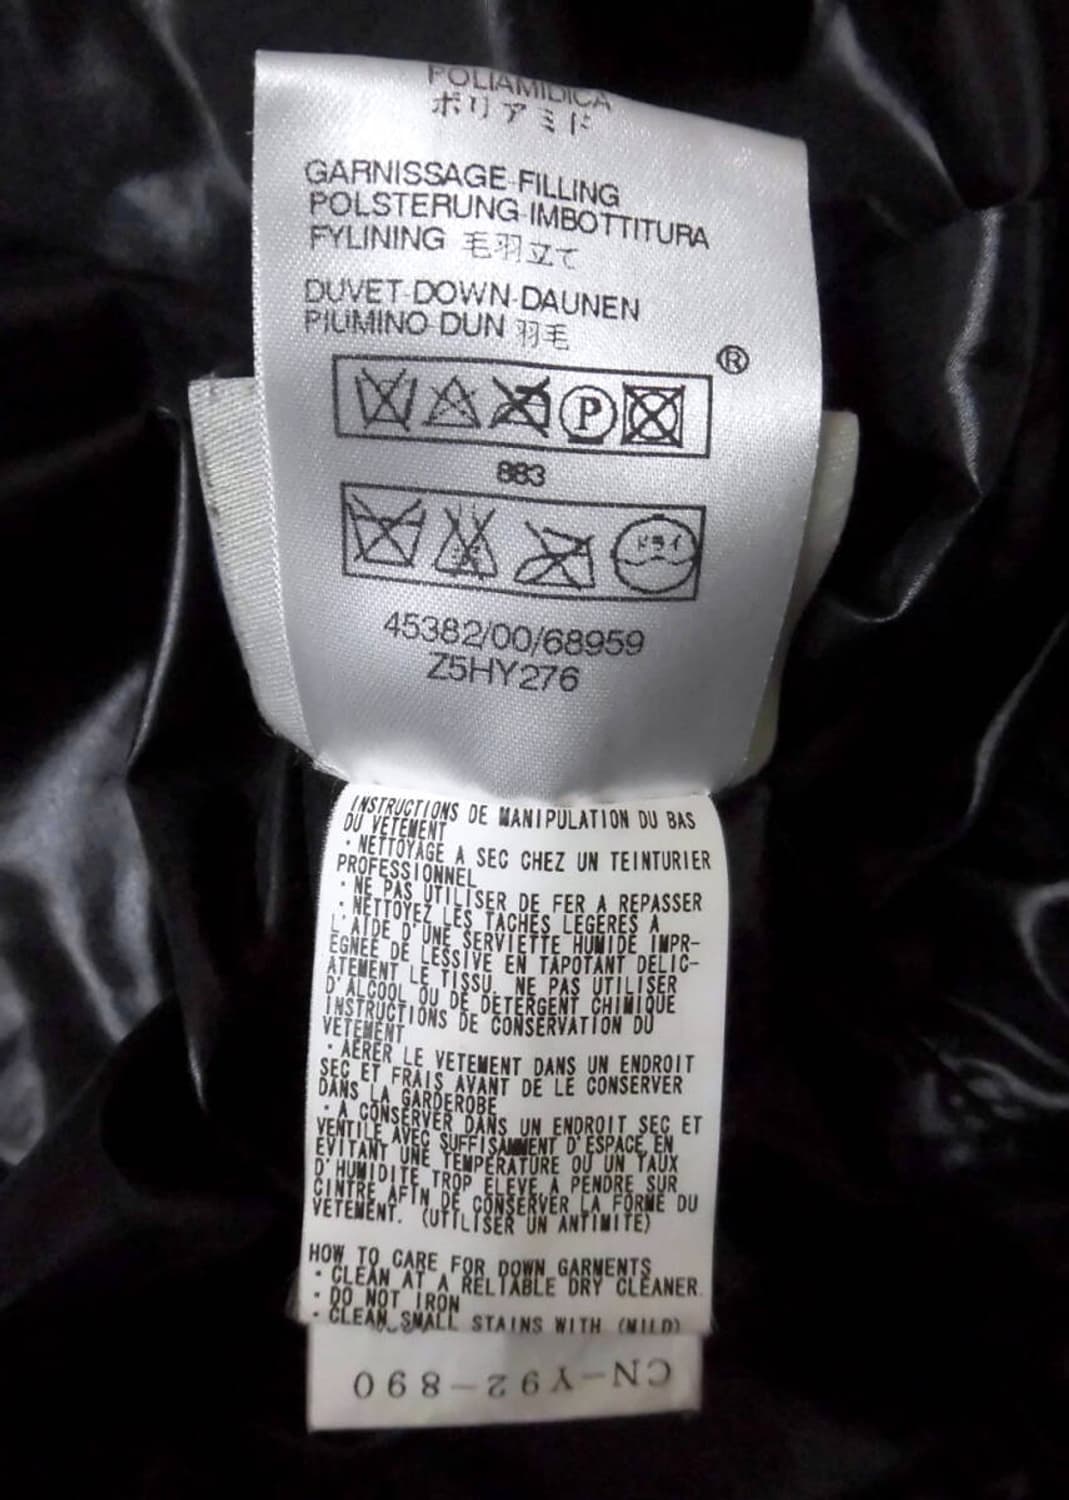 POLIAMIDICA
ポリアミド
GARNISSAGE-FILLING
POLSTERUNG-IMBOTTITURA
FYLINING 毛羽立て
DUVET-DOWN-DAUNEN
PIUMINO-DUN 羽毛
®
P
883
ドライ
45382/00/68959
Z5HY276
INSTRUCTIONS DE MANIPULATION DU BAS
DU VETEMENT
・NETTOYAGE A SEC CHEZ UN TEINTURIER
PROFESSIONNEL
・NE PAS UTILISER DE FER A REPASSER
・NETTOYEZ LES TACHES LEGERES A
L'AIDE D'UNE SERVIETTE HUMIDE IMPR-
EGNEE DE LESSIVE EN TAPOTANT DELIC-
ATEMENT LE TISSU. NE PAS UTILISER
D'ALCOOL OU DE DETERGENT CHIMIQUE
INSTRUCTIONS DE CONSERVATION DU
VETEMENT
・AERER LE VETEMENT DANS UN ENDROIT
SEC ET FRAIS AVANT DE LE CONSERVER
DANS LA GARDEROBE
・A CONSERVER DANS UN ENDROIT SEC ET
VENTILE AVEC SUFFISAMMENT D'ESPACE EN
EVITANT UNE TEMPERATURE OU UN TAUX
D'HUMIDITE TROP ELEVE A PENDRE SUR
CINTRE AFIN DE CONSERVER LA FORME DU
VETEMENT. (UTILISER UN ANTIMITE)
HOW TO CARE FOR DOWN GARMENTS
・CLEAN AT A RELIABLE DRY CLEANER.
・DO NOT IRON
・CLEAN SMALL STAINS WITH (MILD)
CN-Y92-890